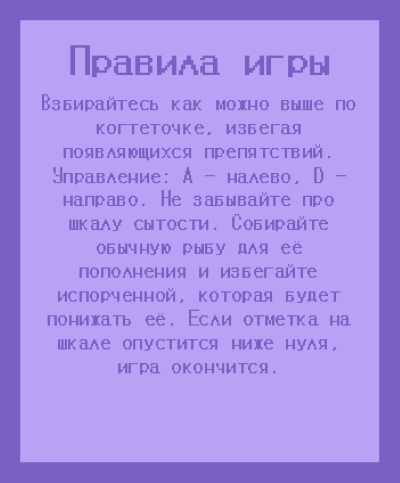 Правила игры
Взбирайтесь как можно выше по
когтеточке, избегая
появляющихся препятствий.
Управление: A – налево, D –
направо. Не забывайте про
шкалу сытости. Собирайте
обычную рыбу для её
пополнения и избегайте
испорченной, которая будет
понижать её. Если отметка на
шкале опустится ниже нуля,
игра окончится.